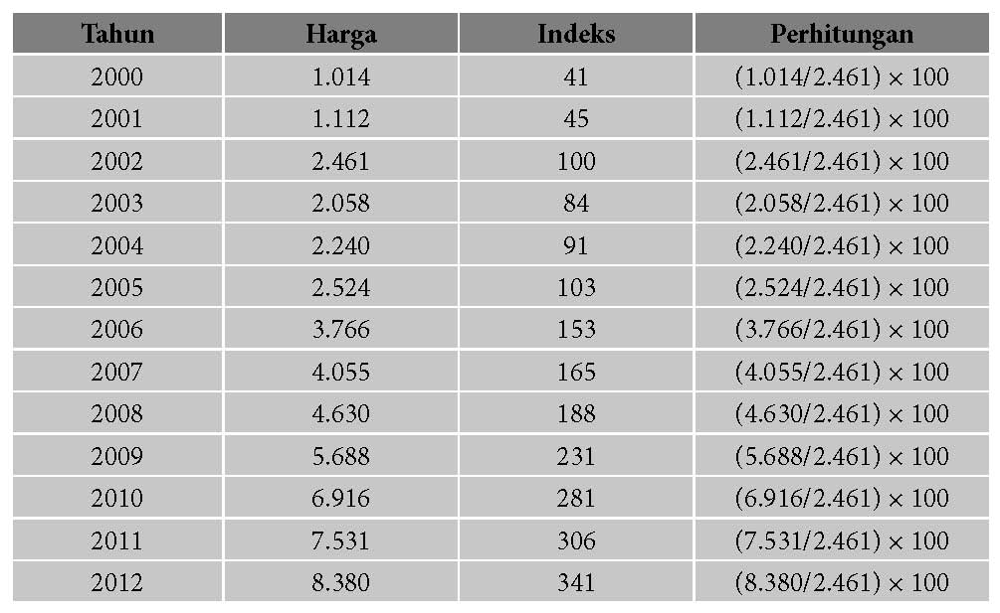 Tahun Harga Indeks Perhitungan
2000 1.014 41 (1.014/2.461) × 100
2001 1.112 45 (1.112/2.461) × 100
2002 2.461 100 (2.461/2.461) × 100
2003 2.058 84 (2.058/2.461) × 100
2004 2.240 91 (2.240/2.461) × 100
2005 2.524 103 (2.524/2.461) × 100
2006 3.766 153 (3.766/2.461) × 100
2007 4.055 165 (4.055/2.461) × 100
2008 4.630 188 (4.630/2.461) × 100
2009 5.688 231 (5.688/2.461) × 100
2010 6.916 281 (6.916/2.461) × 100
2011 7.531 306 (7.531/2.461) × 100
2012 8.380 341 (8.380/2.461) × 100